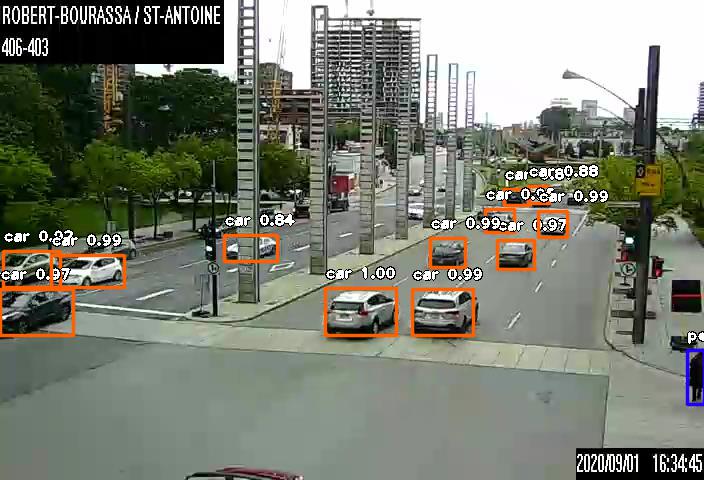 ROBERT-BOURASSA / ST-ANTOINE
406-403
car 0.88
car 0.99
car 0.84
car 0.99
0.97
car 0.99
car 0.97
car 1.00
car 0.99
2020/09/01 16:34:45